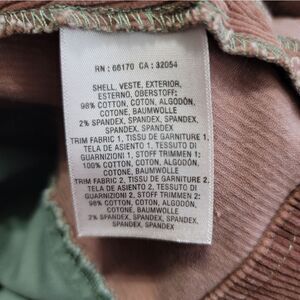 RN : 66170 CA : 32054
SHELL, VESTE, EXTERIOR,
ESTERNO, OBERSTOFF;
98% COTTON, COTON, ALGODÓN,
COTONE, BAUMWOLLE
2% SPANDEX, SPANDEX,
SPANDEX, SPANDEX, SPANDEX
TRIM FABRIC 1, TISSU DE GARNITURE 1,
TELA DE ASIENTO 1, TESSUTO DI
GUARNIZIONI 1, STOFF TRIMMEN 1:
100% COTTON, COTON, ALGODÓN,
COTONE, BAUMWOLLE
TRIM FABRIC 2, TISSU DE GARNITURE 2,
TELA DE ASIENTO 2, TESSUTO DI
GUARNIZIONI 2, STOFF TRIMMEN 2:
98% COTTON, COTON, ALGODÓN,
COTONE, BAUMWOLLE
2% SPANDEX, SPANDEX, SPANDEX,
SPANDEX, SPANDEX